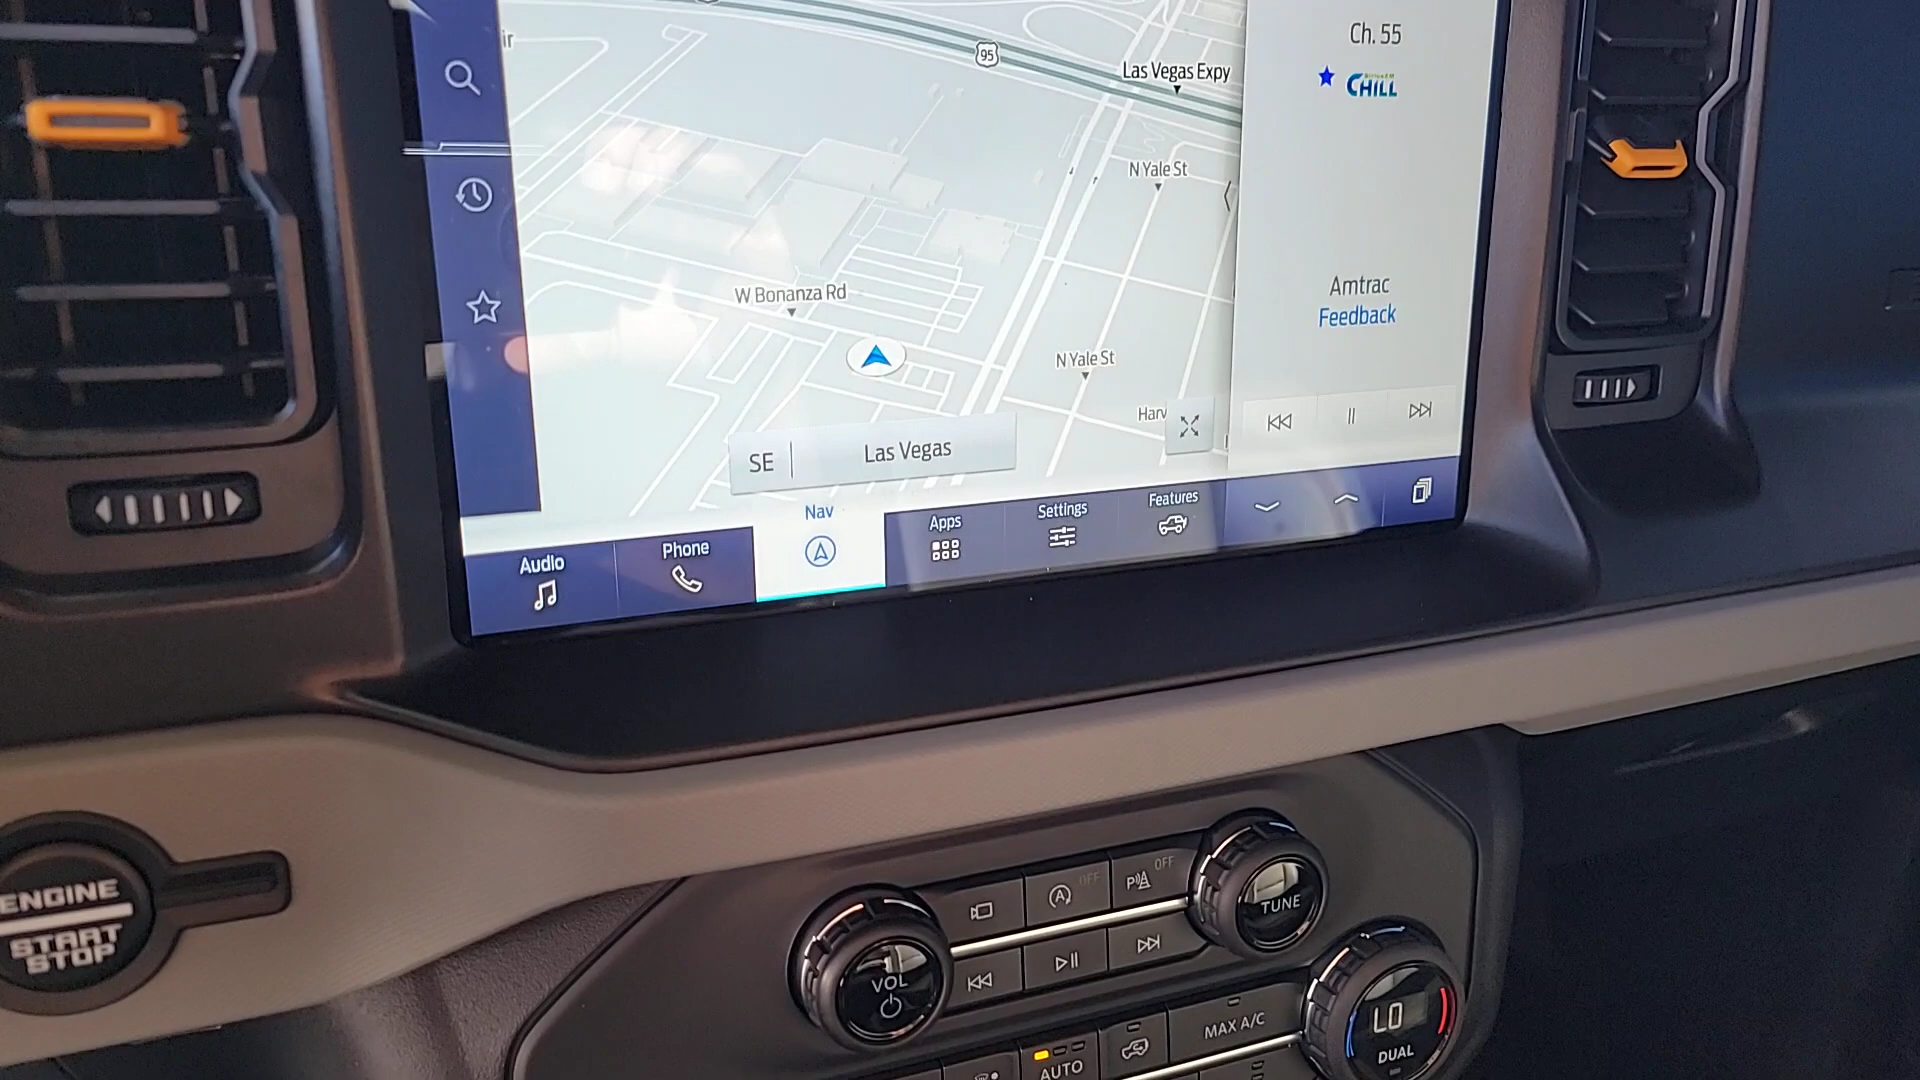 ir
95
Las Vegas Expy
N Yale St
W Bonanza Rd
N Yale St
Harv
SE
Las Vegas
Ch. 55
CHILL
Amtrac
Feedback
Audio
Phone
Nav
Apps
Settings
Features
ENGINE
START
STOP
VOL
OFF
P OFF
TUNE
MAX A/C
AUTO
LO
DUAL